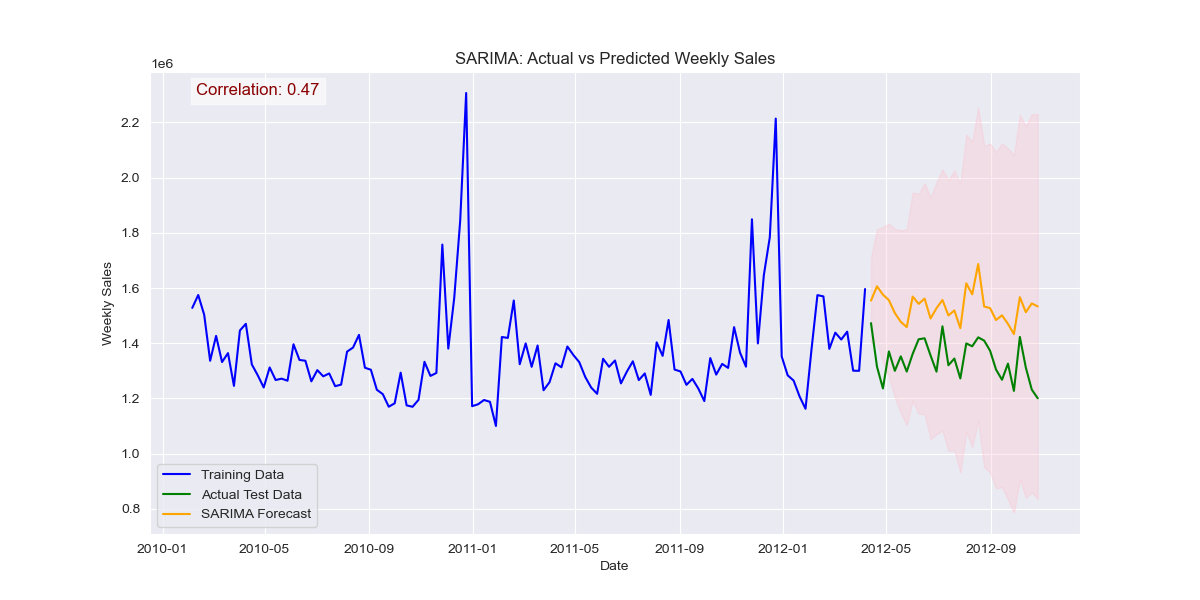 SARIMA: Actual vs Predicted Weekly Sales
1e6
Correlation: 0.47
2.2
2.0
1.8
1.6
1.4
1.2
1.0
0.8
Weekly Sales
Training Data
Actual Test Data
SARIMA Forecast
2010-01 2010-05 2010-09 2011-01 2011-05 2011-09 2012-01 2012-05 2012-09
Date